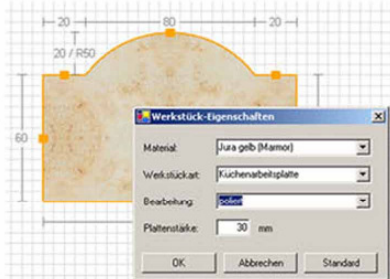 20 80 20
20 / R50
60
Werkstück-Eigenschaften
Material: Jura gelb (Marmor)
Werkstückart: Küchenarbeitsplatte
Bearbeitung: poliert
Plattenstärke: 30 mm
OK Abbrechen Standard